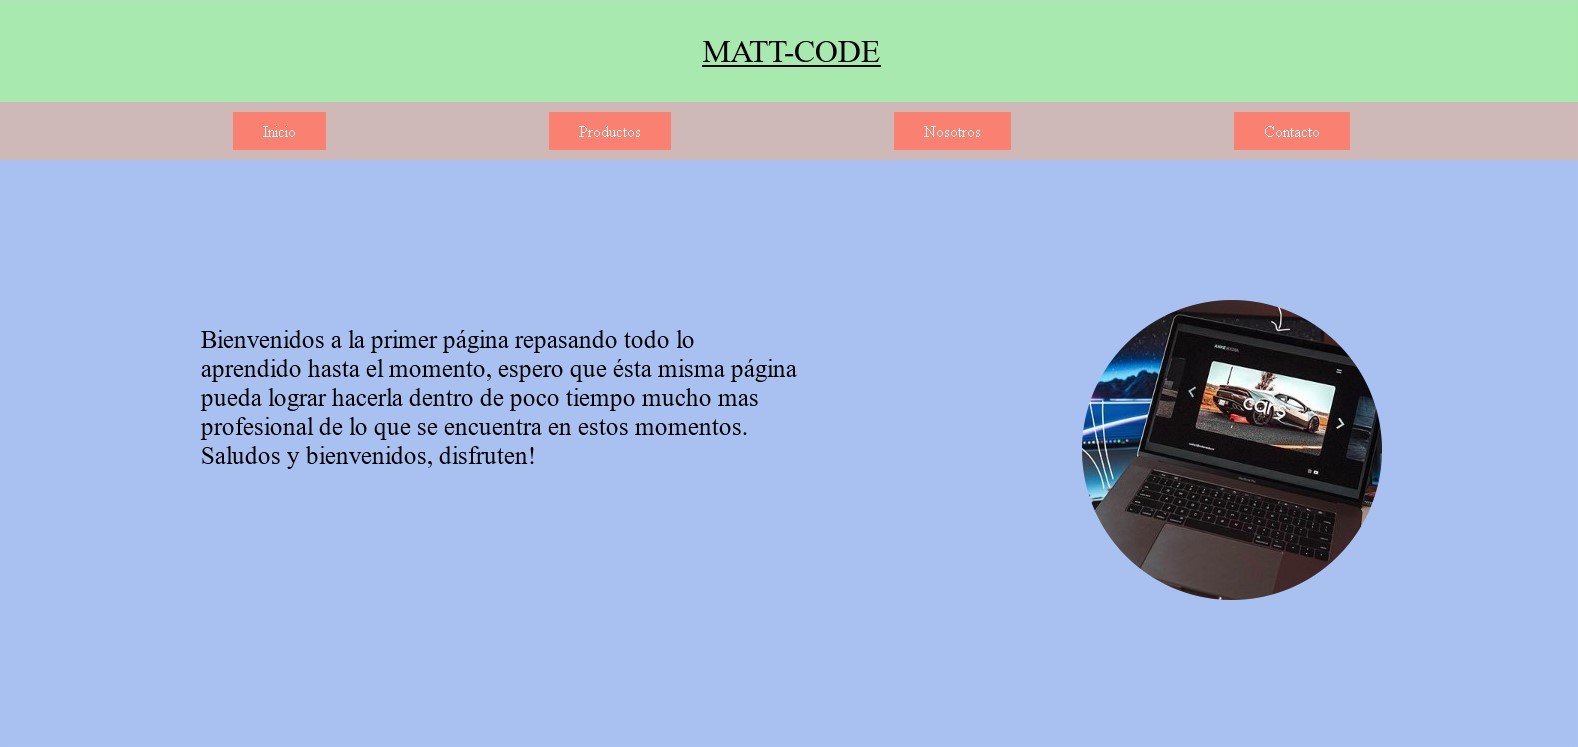 MATT-CODE
Inicio
Productos
Nosotros
Contacto
Bienvenidos a la primer página repasando todo lo
aprendido hasta el momento, espero que ésta misma página
pueda lograr hacerla dentro de poco tiempo mucho mas
profesional de lo que se encuentra en estos momentos.
Saludos y bienvenidos, disfruten!
cars